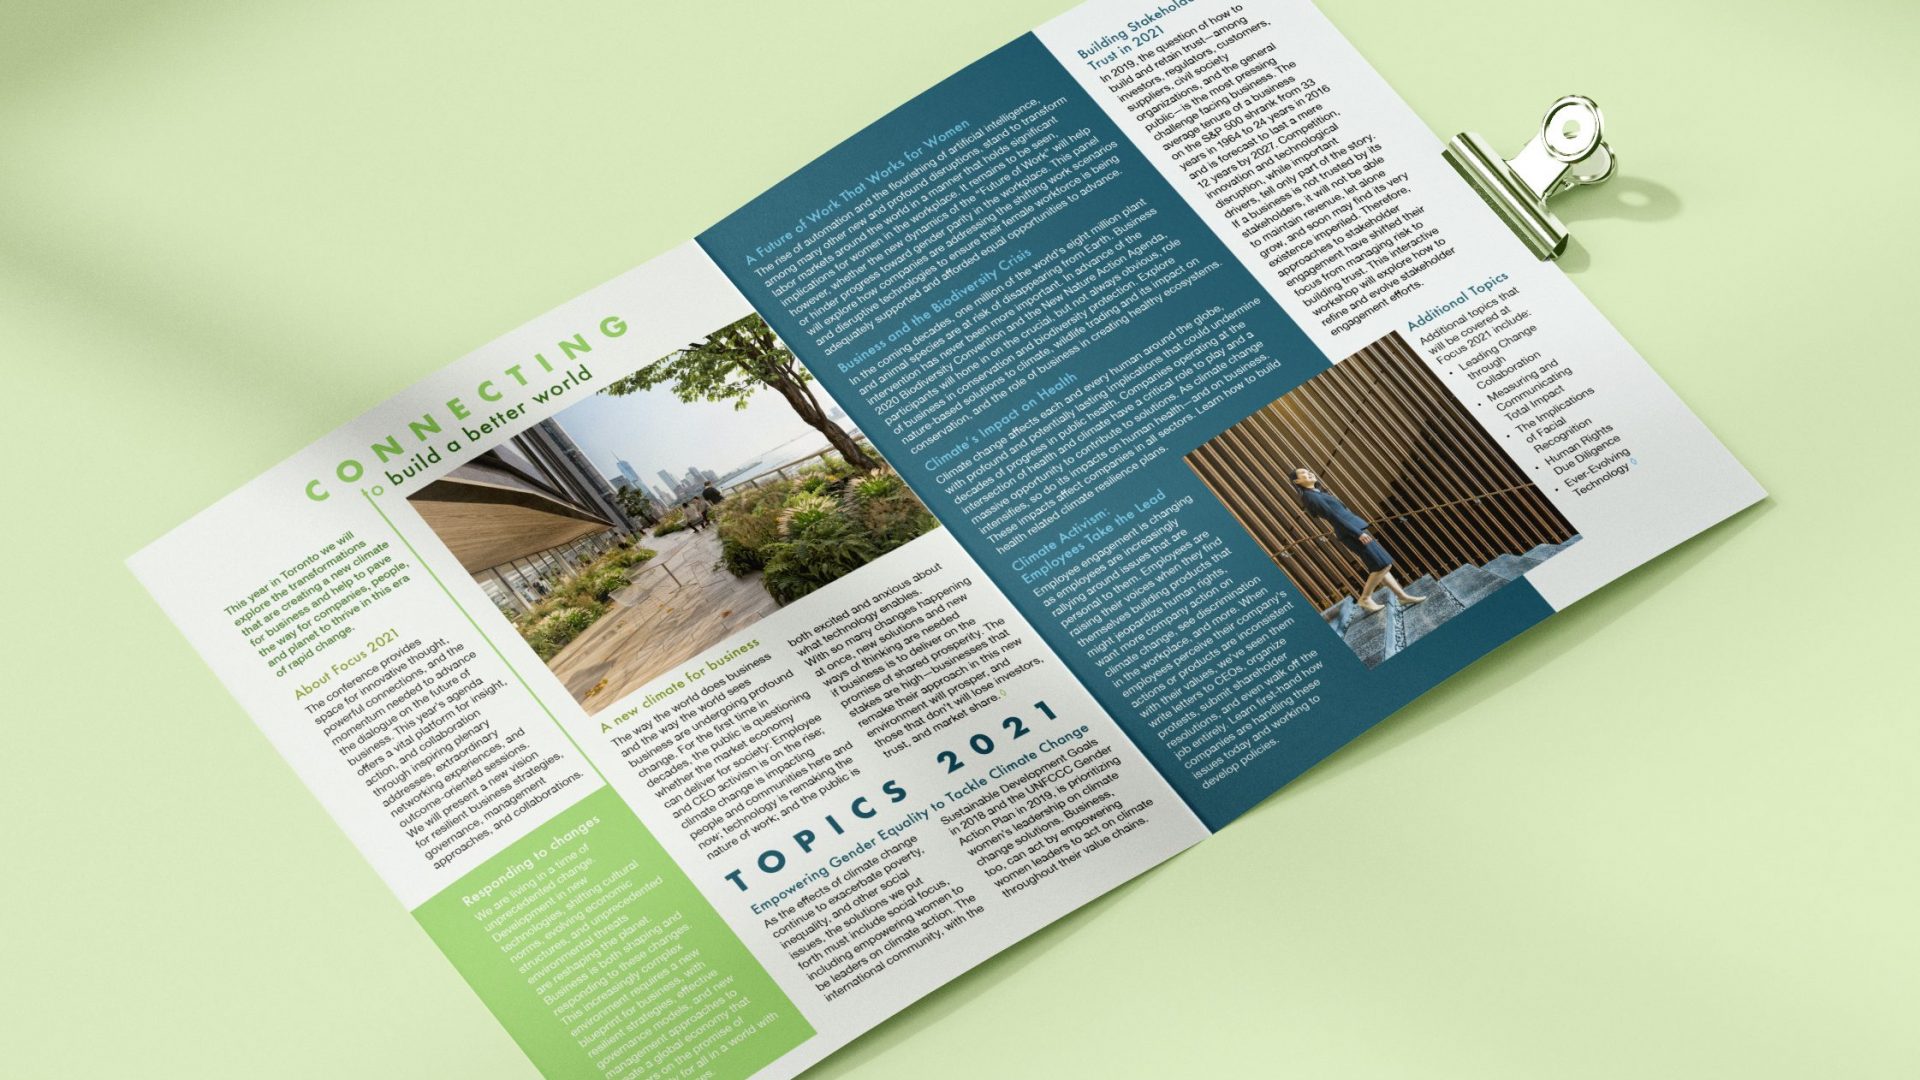 CONNECTING
to build a better world
This year in Toronto we will
explore the transformations
that are creating a new climate
for business and help to pave
the way for companies, people,
and planet to thrive in this era
of rapid change.
About Focus 2021
The conference provides
space for innovative thought,
powerful connections, and the
momentum needed to advance
the dialogue on the future of
business. This year's agenda
offers a vital platform for insight,
action, and collaboration
through inspiring plenary
addresses, extraordinary
networking experiences, and
outcome-oriented sessions.
We will present a new vision
for resilient business strategies,
governance, management
approaches, and collaborations.
Responding to changes
We are living in a time of
unprecedented change.
Development in new
technologies, shifting cultural
norms, evolving economic
structures, and unprecedented
environmental threats
are reshaping the planet.
Business is both sharing and
responding to these changes.
This increasingly complex
environment requires a new
blueprint for business, with
resilient strategies, effective
governance models, and new
management approaches to
create a global economy that
on the promise of
for all in a world with
A new climate for business
The way the world does business
and the way the world sees
business are undergoing profound
change. For the first time in
decades, the public is questioning
whether the market economy
can deliver for society: Employee
and CEO activism is on the rise;
climate change is impacting
people and communities here and
now; technology is remaking the
nature of work; and the public is
both excited and anxious about
what technology enables.
With so many changes happening
at once, new solutions and new
ways of thinking are needed
if business is to deliver on the
promise of shared prosperity. The
stakes are high—businesses that
remake their approach in this new
environment will prosper, and
those that don't will lose investors,
trust, and market share.◊
TOPICS 2021
Empowering Gender Equality to Tackle Climate Change
As the effects of climate change
continue to exacerbate poverty,
inequality, and other social
issues, the solutions we put
forth must include social focus,
including empowering women to
be leaders on climate action. The
international community, with the
Sustainable Development Goals
in 2018 and the UNFCCC Gender
Action Plan in 2019, is prioritizing
women's leadership on climate
change solutions. Business,
too, can act by empowering
women leaders to act on climate
throughout their value chains.
A Future of Work That Works for Women
The rise of automation and the flourishing of artificial intelligence,
among many other new and profound disruptions, stand to transform
labor markets around the world in a manner that holds significant
implications for women in the workplace. It remains to be seen,
however, whether the new dynamics of the "Future of Work" will help
or hinder progress toward gender parity in the workplace. This panel
will explore how companies are addressing the shifting work scenarios
and disruptive technologies to ensure their female workforce is being
adequately supported and afforded equal opportunities to advance.
Business and the Biodiversity Crisis
In the coming decades, one million of the world's eight million plant
and animal species are at risk of disappearing from Earth. Business
intervention has never been more important. In advance of the
2020 Biodiversity Convention and the New Nature Action Agenda,
participants will hone in on the crucial, but not always obvious, role
of business in conservation and biodiversity protection. Explore
nature-based solutions to climate, wildlife trading and its impact on
conservation, and the role of business in creating healthy ecosystems.
Climate's Impact on Health
Climate change affects each and every human around the globe,
with profound and potentially lasting implications that could undermine
decades of progress in public health. Companies operating at the
intersection of health and climate have a critical role to play and a
massive opportunity to contribute to solutions. As climate change
intensifies, so do its impacts on human health—and on business.
These impacts affect companies in all sectors. Learn how to build
health related climate resilience plans.
Climate Activism:
Employees Take the Lead
Employee engagement is changing
as employees are increasingly
rallying around issues that are
personal to them. Employees are
raising their voices when they find
themselves building products that
might jeopardize human rights,
want more company action on
climate change, see discrimination
in the workplace, and more. When
employees perceive their company's
actions or products are inconsistent
with their values, we've seen them
write letters to CEOs, organize
protests, submit shareholder
resolutions, and even walk off the
job entirely. Learn first-hand how
companies are handling these
issues today and working to
develop policies.
Building Stakeholder
Trust in 2021
In 2019, the question of how to
build and retain trust—among
investors, regulators, customers,
suppliers, civil society
organizations, and the general
public—is the most pressing
challenge facing business. The
average tenure of a business
on the S&P 500 shrank from 33
years in 1964 to 24 years in 2016
and is forecast to last a mere
12 years by 2027. Competition,
innovation and technological
disruption, while important
drivers, tell only part of the story.
If a business is not trusted by its
stakeholders, it will not be able
to maintain revenue, let alone
grow, and soon may find its very
existence imperiled. Therefore,
approaches to stakeholder
engagement have shifted their
focus from managing risk to
building trust. This interactive
workshop will explore how to
refine and evolve stakeholder
engagement efforts.
Additional Topics
Additional topics that
will be covered at
Focus 2021 include:
• Leading Change
through
Collaboration
• Measuring and
Communicating
Total Impact
• The Implications
of Facial
Recognition
• Human Rights
Due Diligence
• Ever-Evolving
Technology ◊